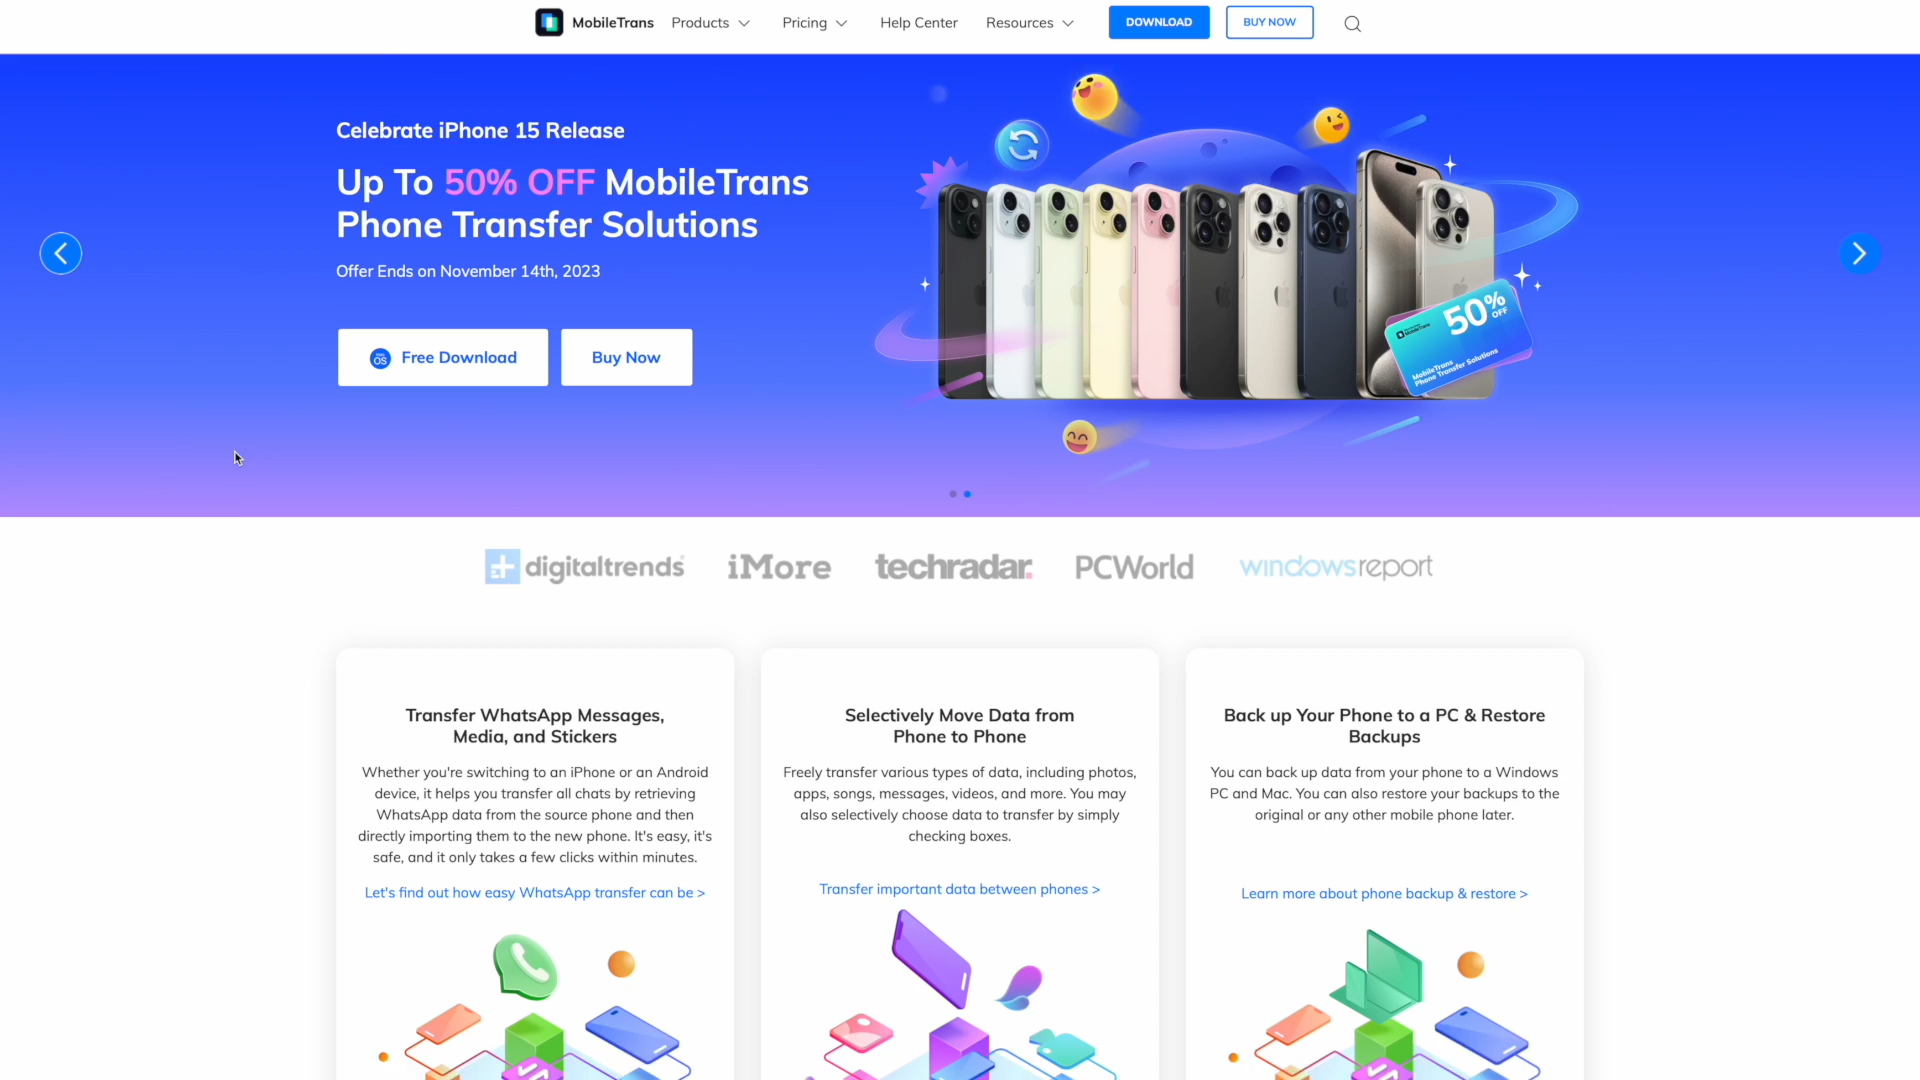 MobileTrans
Products
Pricing
Help Center
Resources
DOWNLOAD
BUY NOW
Celebrate iPhone 15 Release
Up To 50% OFF MobileTrans
Phone Transfer Solutions
Offer Ends on November 14th, 2023
macOS Free Download
Buy Now
50% OFF
MobileTrans
Phone Transfer Solutions
digitaltrends
iMore
techradar.
PCWorld
windowsreport
Transfer WhatsApp Messages,
Media, and Stickers
Whether you're switching to an iPhone or an Android
device, it helps you transfer all chats by retrieving
WhatsApp data from the source phone and then
directly importing them to the new phone. It's easy, it's
safe, and it only takes a few clicks within minutes.
Let's find out how easy WhatsApp transfer can be >
Selectively Move Data from
Phone to Phone
Freely transfer various types of data, including photos,
apps, songs, messages, videos, and more. You may
also selectively choose data to transfer by simply
checking boxes.
Transfer important data between phones >
Back up Your Phone to a PC & Restore
Backups
You can back up data from your phone to a Windows
PC and Mac. You can also restore your backups to the
original or any other mobile phone later.
Learn more about phone backup & restore >